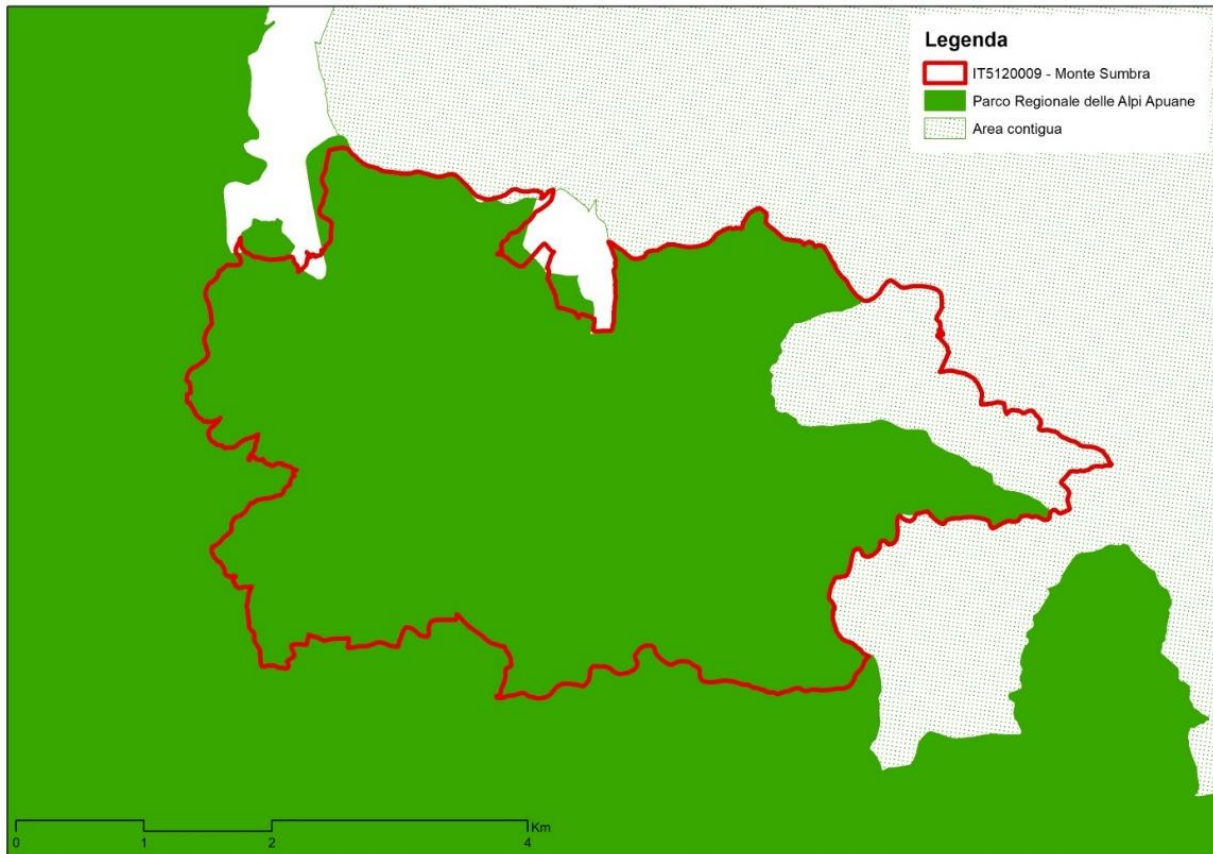 Legenda
IT5120009 - Monte Sumbra
Parco Regionale delle Alpi Apuane
Area contigua
Km
0 1 2 4